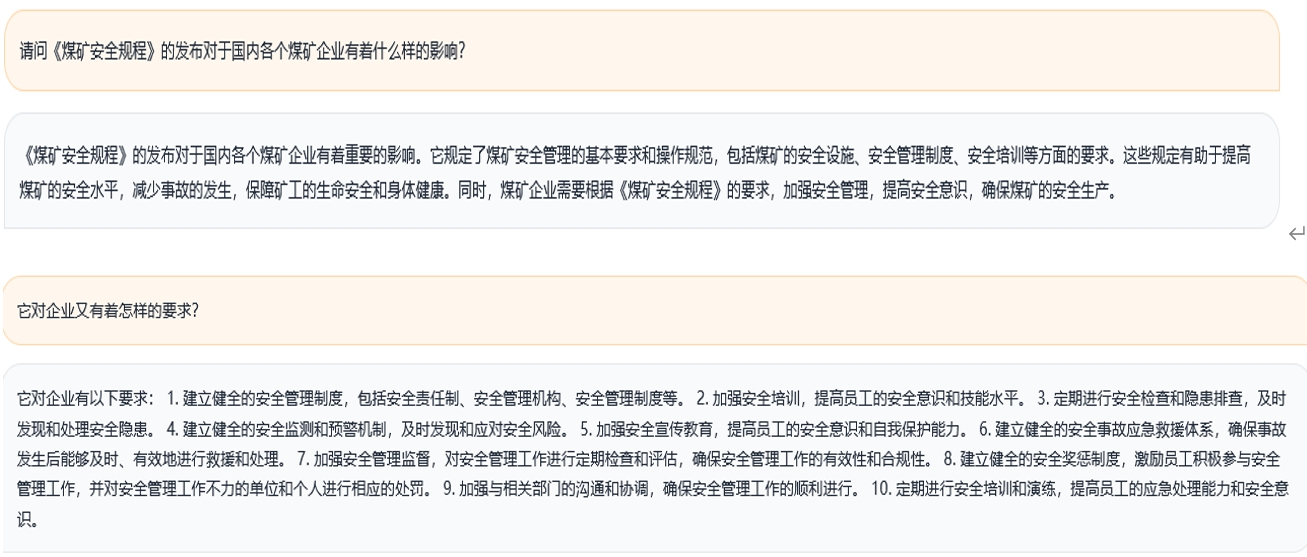 请问《煤矿安全规程》的发布对于国内各个煤矿企业有着什么样的影响?
《煤矿安全规程》的发布对于国内各个煤矿企业有着重要的影响。它规定了煤矿安全管理的基本要求和操作规范，包括煤矿的安全设施、安全管理制度、安全培训等方面的要求。这些规定有助于提高
煤矿的安全水平，减少事故的发生，保障矿工的生命安全和身体健康。同时，煤矿企业需要根据《煤矿安全规程》的要求，加强安全管理，提高安全意识，确保煤矿的安全生产。
它对企业又有着怎样的要求?
它对企业有以下要求： 1. 建立健全的安全管理制度，包括安全责任制、安全管理机构、安全管理制度等。 2. 加强安全培训，提高员工的安全意识和技能水平。 3. 定期进行安全检查和隐患排查，及时
发现和处理安全隐患。 4. 建立健全的安全监测和预警机制，及时发现和应对安全风险。 5. 加强安全宣传教育，提高员工的安全意识和自我保护能力。 6. 建立健全的安全事故应急救援体系，确保事故
发生后能够及时、有效地进行救援和处理。 7. 加强安全管理监督，对安全管理工作进行定期检查和评估，确保安全管理工作的有效性和合规性。 8. 建立健全的安全奖惩制度，激励员工积极参与安全
管理工作，并对安全管理工作不力的单位和个人进行相应的处罚。 9. 加强与相关部门的沟通和协调，确保安全管理工作的顺利进行。 10. 定期进行安全培训和演练，提高员工的应急处理能力和安全意
识。